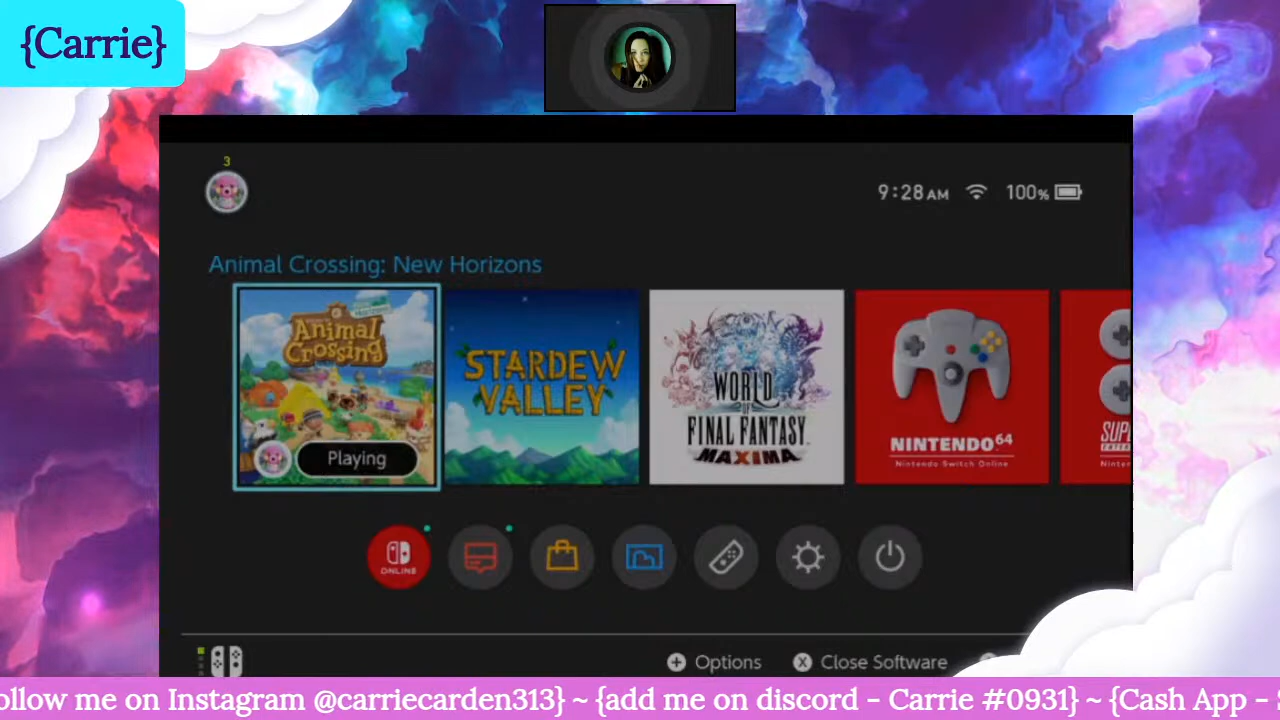 {Carrie}
3
9:28 AM 100%
Animal Crossing: New Horizons
Animal Crossing
Playing
STARDEW
VALLEY
WORLD
OF
FINAL FANTASY
MAXIMA
NINTENDO 64
Nintendo Switch Online
ONLINE
+ Options X Close Software
ollow me on Instagram @carriecarden313} ~ {add me on discord - Carrie #0931} ~ {Cash App -